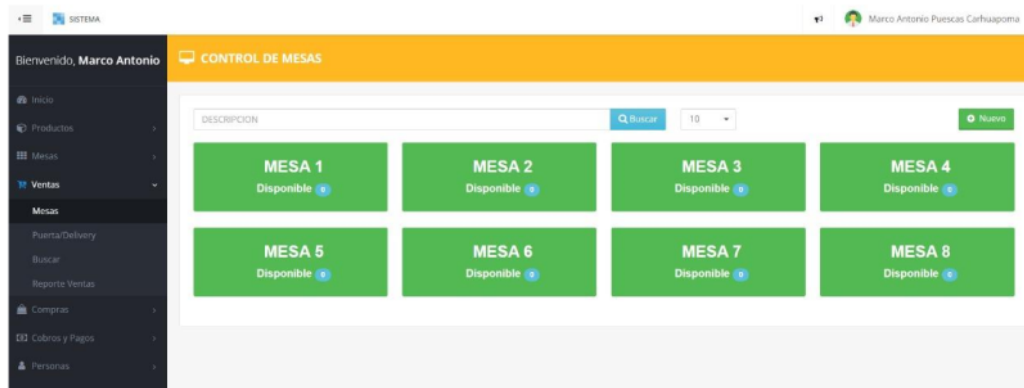 SISTEMA
Marco Antonio Puescas Carhuapoma
Bienvenido, Marco Antonio
CONTROL DE MESAS
Inicio
Productos
Mesas
Ventas
Mesas
Puerta/Delivery
Buscar
Reporte Ventas
Compras
Cobros y Pagos
Personas
DESCRIPCION
Buscar
10
Nuevo
MESA 1
Disponible 0
MESA 2
Disponible 0
MESA 3
Disponible 0
MESA 4
Disponible 0
MESA 5
Disponible 0
MESA 6
Disponible 0
MESA 7
Disponible 0
MESA 8
Disponible 0